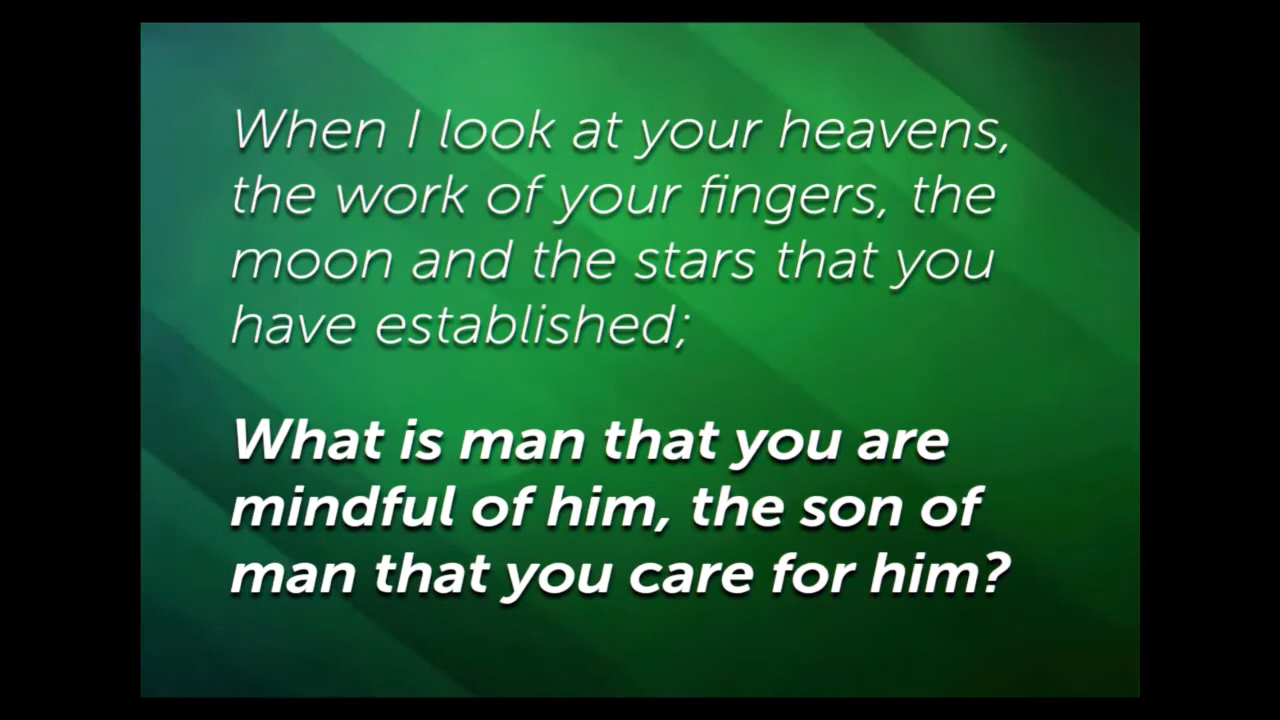 When I look at your heavens,
the work of your fingers, the
moon and the stars that you
have established;
What is man that you are
mindful of him, the son of
man that you care for him?